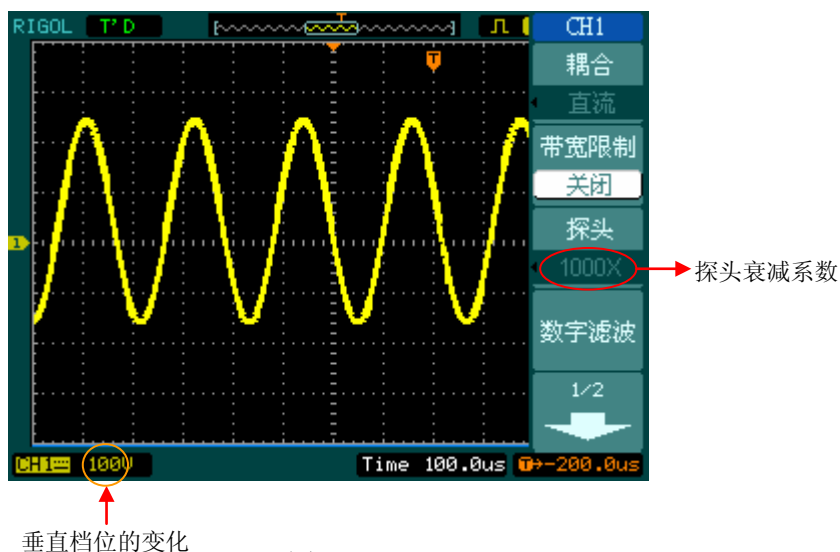 RIGOL T'D T CH1
T
耦合
直流
带宽限制
关闭
探头
1000X
探头衰减系数
数字滤波
1/2
1
CH1 100V Time 100.0us T→-200.0us
垂直档位的变化